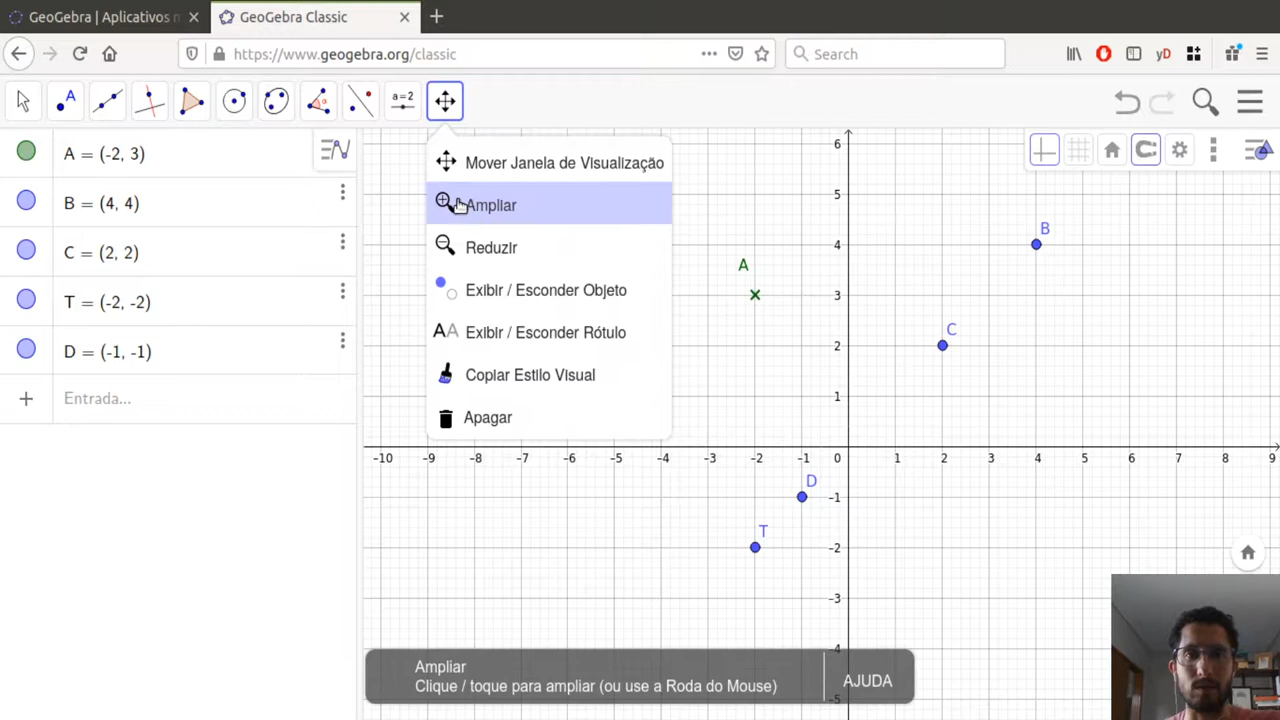 GeoGebra | Aplicativos m
GeoGebra Classic
https://www.geogebra.org/classic
Search
A
a=2
A = (-2, 3)
B = (4, 4)
C = (2, 2)
T = (-2, -2)
D = (-1, -1)
Entrada...
Mover Janela de Visualização
Ampliar
Reduzir
Exibir / Esconder Objeto
AA Exibir / Esconder Rótulo
Copiar Estilo Visual
Apagar
6
5
B
4
A
3
C
2
1
-10 -9 -8 -7 -6 -5 -4 -3 -2 -1 0 1 2 3 4 5 6 7 8 9
D
-1
T
-2
-3
-4
-5
Ampliar
Clique / toque para ampliar (ou use a Roda do Mouse)
AJUDA